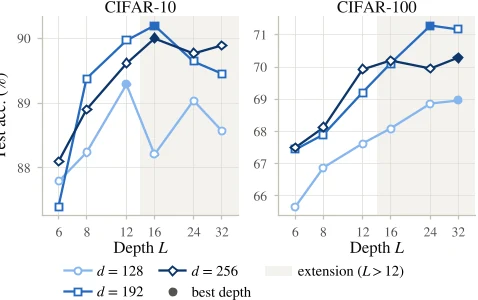 CIFAR-10
CIFAR-100
Test acc. (%)
90
89
88
71
70
69
68
67
66
6 8 12 16 24 32
6 8 12 16 24 32
Depth L
Depth L
d = 128
d = 256
extension (L > 12)
d = 192
best depth